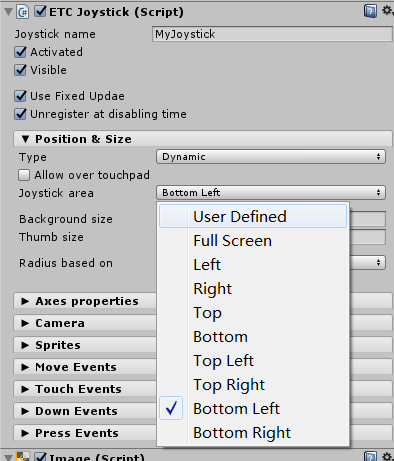 ETC Joystick (Script)
Joystick name MyJoystick
Activated
Visible
Use Fixed Updae
Unregister at disabling time
Position & Size
Type Dynamic
Allow over touchpad
Joystick area Bottom Left
User Defined
Background size
Full Screen
Thumb size
Left
Radius based on
Right
Top
Axes properties
Bottom
Camera
Top Left
Sprites
Top Right
Move Events
Touch Events
Bottom Left
Down Events
Bottom Right
Press Events
Image (Script)